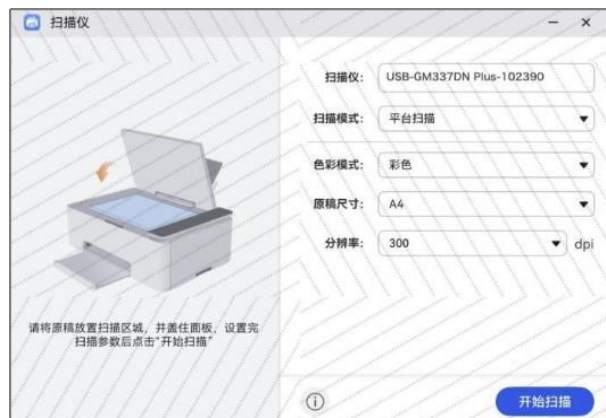 扫描仪
扫描仪： USB-GM337DN Plus-102390
扫描模式： 平台扫描
色彩模式： 彩色
原稿尺寸： A4
分辨率： 300 dpi
请将原稿放置扫描区城，并盖住面板，设置完
扫描参数后点击“开始扫描”
开始扫描